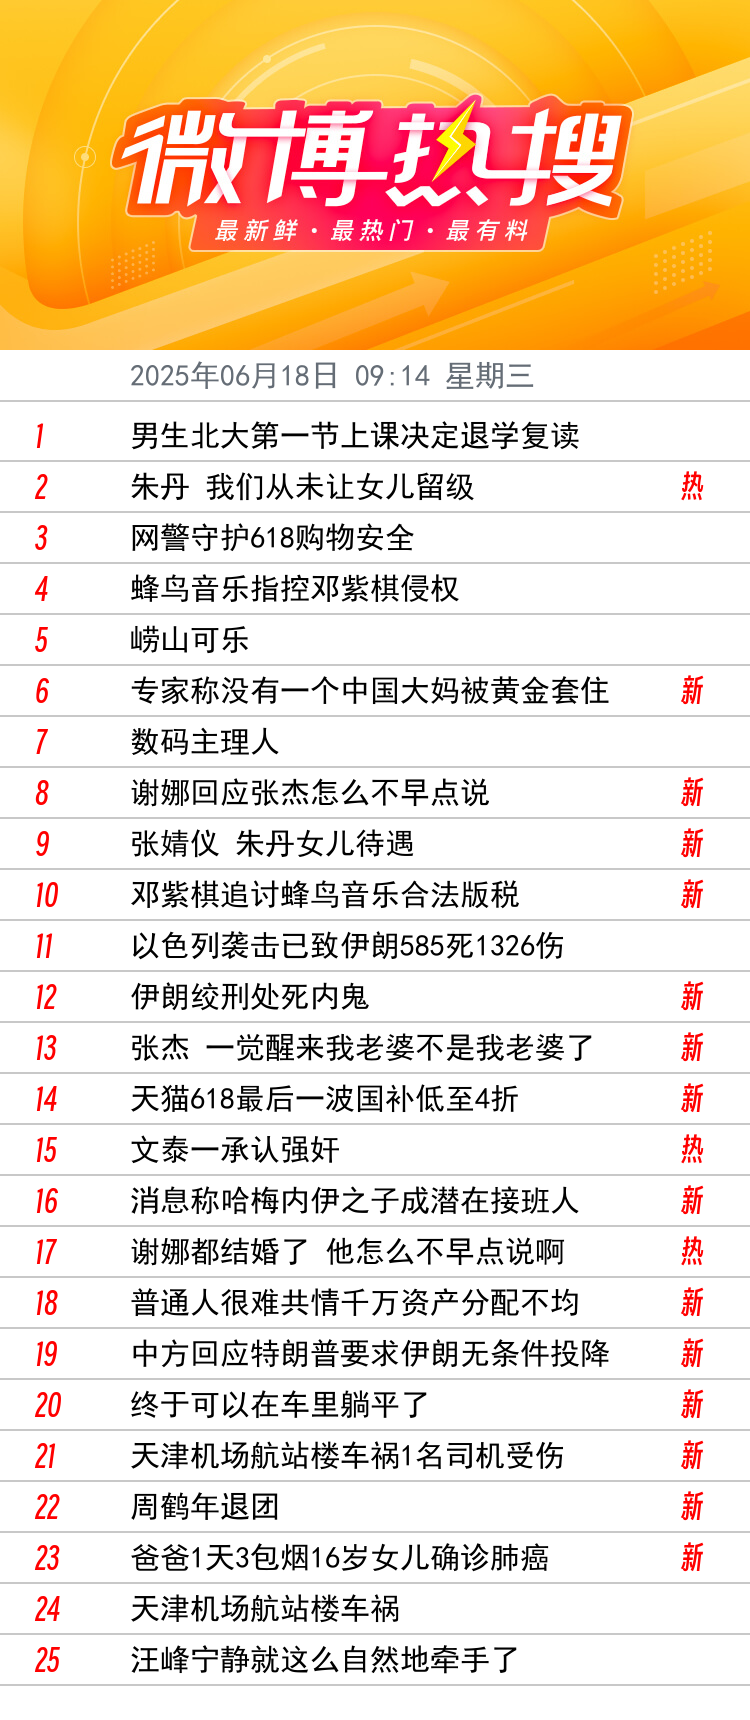 微博热搜
最新鲜·最热门·最有料
2025年06月18日 09:14 星期三
1 男生北大第一节上课决定退学复读
2 朱丹 我们从未让女儿留级 热
3 网警守护618购物安全
4 蜂鸟音乐指控邓紫棋侵权
5 崂山可乐
6 专家称没有一个中国大妈被黄金套住 新
7 数码主理人
8 谢娜回应张杰怎么不早点说 新
9 张婧仪 朱丹女儿待遇 新
10 邓紫棋追讨蜂鸟音乐合法版税 新
11 以色列袭击已致伊朗585死1326伤
12 伊朗绞刑处死内鬼 新
13 张杰 一觉醒来我老婆不是我老婆了 新
14 天猫618最后一波国补低至4折 新
15 文泰一承认强奸 热
16 消息称哈梅内伊之子成潜在接班人 新
17 谢娜都结婚了 他怎么不早点说啊 热
18 普通人很难共情千万资产分配不均 新
19 中方回应特朗普要求伊朗无条件投降 新
20 终于可以在车里躺平了 新
21 天津机场航站楼车祸1名司机受伤 新
22 周鹤年退团 新
23 爸爸1天3包烟16岁女儿确诊肺癌 新
24 天津机场航站楼车祸
25 汪峰宁静就这么自然地牵手了